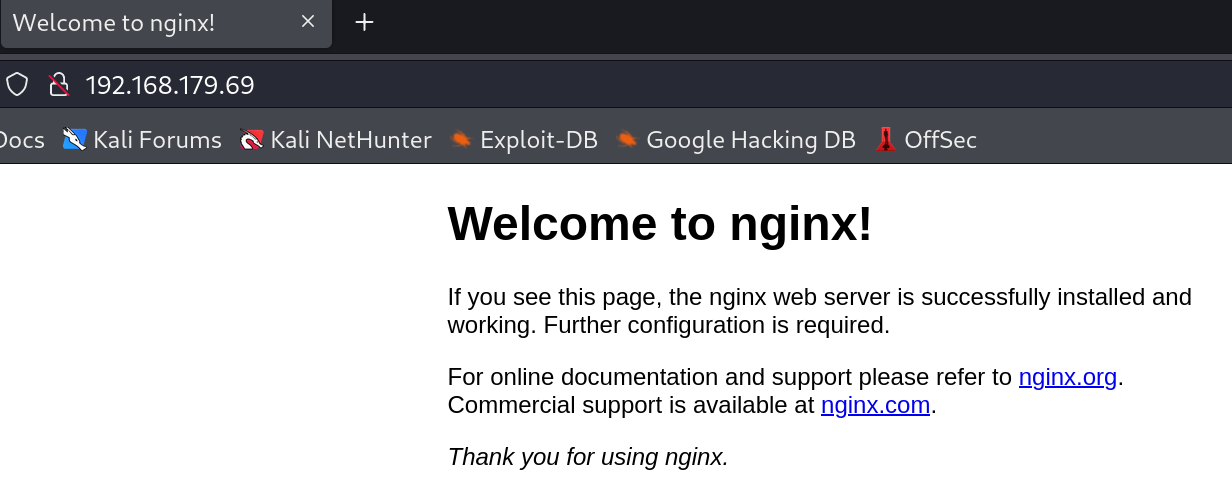 Welcome to nginx!
192.168.179.69
Docs Kali Forums Kali NetHunter Exploit-DB Google Hacking DB OffSec
Welcome to nginx!
If you see this page, the nginx web server is successfully installed and
working. Further configuration is required.
For online documentation and support please refer to nginx.org.
Commercial support is available at nginx.com.
Thank you for using nginx.